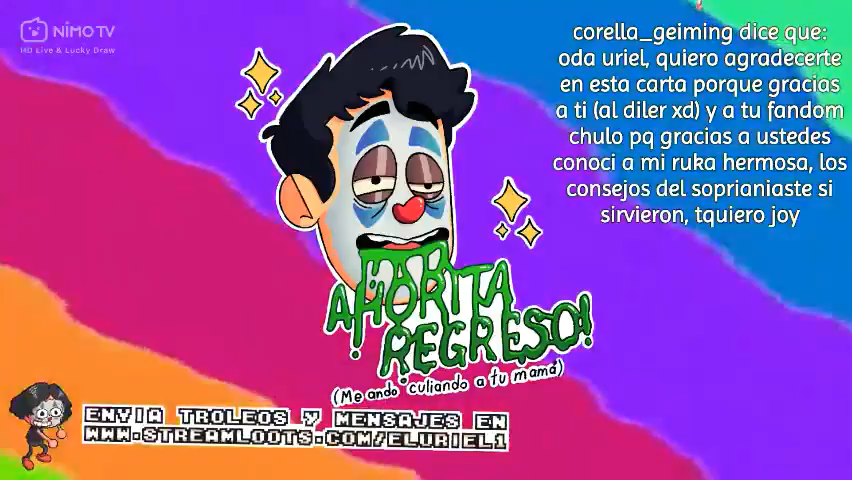 NIMO TV
HD Live & Lucky Draw
corella_geiming dice que:
oda uriel, quiero agradecerte
en esta carta porque gracias
a ti (al diler xd) y a tu fandom
chulo pq gracias a ustedes
conoci a mi ruka hermosa, los
consejos del soprianiaste si
sirvieron, tquiero joy
AHORITA
REGRESO!
(Me ando culiando a tu mamá)
ENVIA TROLEOS Y MENSAJES EN
WWW.STREAMLOOTS.COM/ELURIEL1